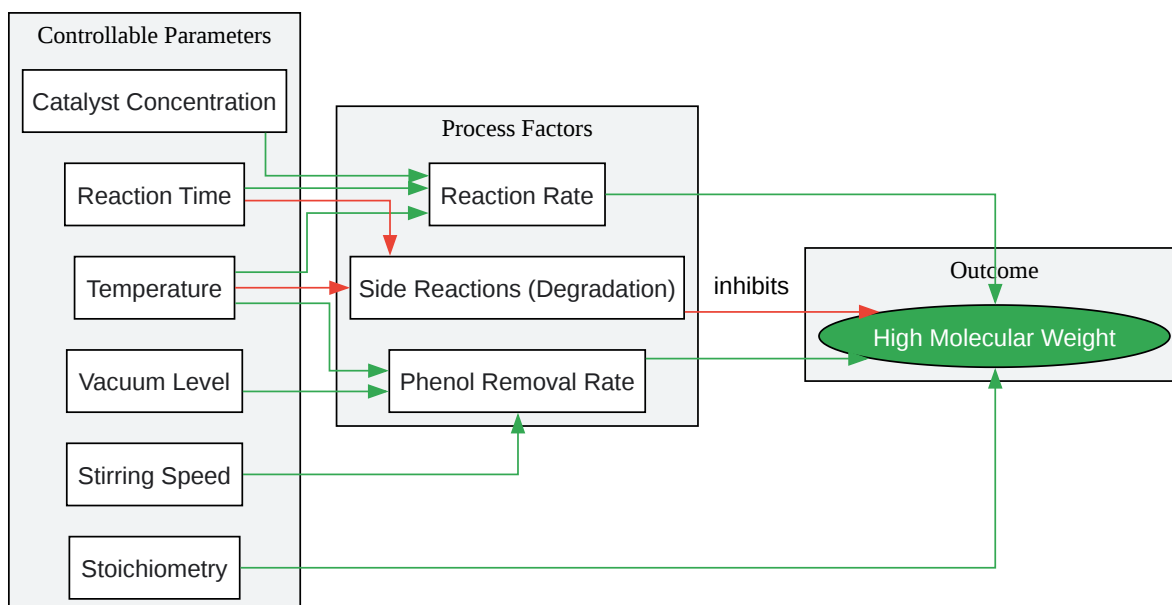 Controllable Parameters
Catalyst Concentration
Reaction Time
Temperature
Vacuum Level
Stirring Speed
Stoichiometry
Process Factors
Reaction Rate
Side Reactions (Degradation)
Phenol Removal Rate
inhibits
Outcome
High Molecular Weight